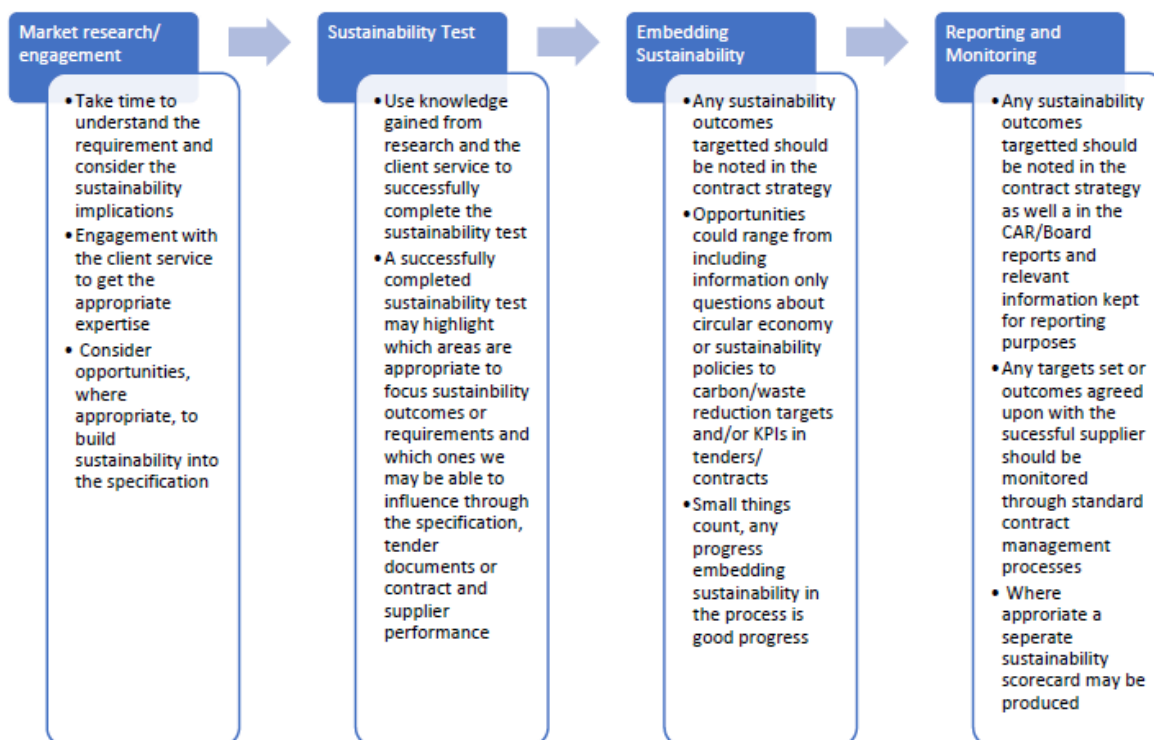 Market research/
engagement
•Take time to
understand the
requirement and
consider the
sustainability
implications
•Engagement with
the client service
to get the
appropriate
expertise
• Consider
opportunities,
where
appropriate, to
build
sustainability into
the specification
Sustainability Test
•Use knowledge
gained from
research and the
client service to
successfully
complete the
sustainability test
•A successfully
completed
sustainability test
may highlight
which areas are
appropriate to
focus sustainbility
outcomes or
requirements and
which ones we
may be able to
influence through
the specification,
tender
documents or
contract and
supplier
performance
Embedding
Sustainability
•Any sustainability
outcomes
targetted should
be noted in the
contract strategy
•Opportunities
could range from
including
information only
questions about
circular economy
or sustainability
policies to
carbon/waste
reduction targets
and/or KPIs in
tenders/
contracts
•Small things
count, any
progress
embedding
sustainability in
the process is
good progress
Reporting and
Monitoring
•Any sustainability
outcomes
targetted should
be noted in the
contract strategy
as well a in the
CAR/Board
reports and
relevant
information kept
for reporting
purposes
•Any targets set or
outcomes agreed
upon with the
sucessful supplier
should be
monitored
through standard
contract
management
processes
• Where
approriate a
seperate
sustainability
scorecard may be
produced